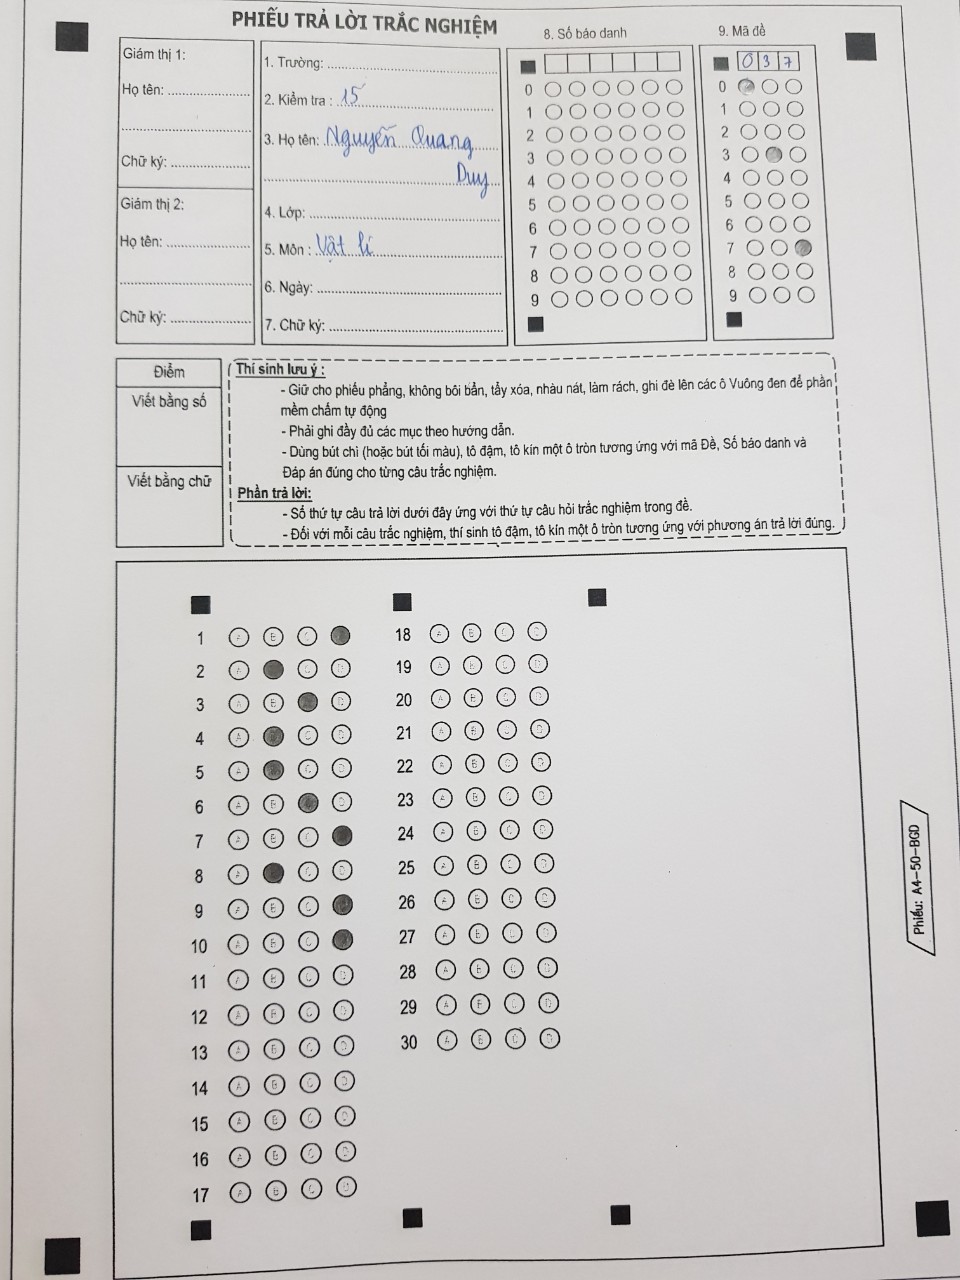 PHIẾU TRẢ LỜI TRẮC NGHIỆM
Giám thị 1:
Họ tên:
Chữ ký:
Giám thị 2:
Họ tên:
Chữ ký:
1. Trường:
2. Kiểm tra : 15
3. Họ tên: Nguyễn Quang
Duy
4. Lớp:
5. Môn : Vật lí
6. Ngày:
7. Chữ ký:
8. Số báo danh
0
1
2
3
4
5
6
7
8
9
9. Mã đề
0 3 7
0
1
2
3
4
5
6
7
8
9
Điểm
Viết bằng số
Viết bằng chữ
Thí sinh lưu ý :
- Giữ cho phiếu phẳng, không bôi bẩn, tẩy xóa, nhàu nát, làm rách, ghi đè lên các ô Vuông đen để phần
mềm chấm tự động
- Phải ghi đầy đủ các mục theo hướng dẫn.
- Dùng bút chì (hoặc bút tối màu), tô đậm, tô kín một ô tròn tương ứng với mã Đề, Số báo danh và
Đáp án đúng cho từng câu trắc nghiệm.
Phần trả lời:
- Số thứ tự câu trả lời dưới đây ứng với thứ tự câu hỏi trắc nghiệm trong đề.
- Đối với mỗi câu trắc nghiệm, thí sinh tô đậm, tô kín một ô tròn tương ứng với phương án trả lời đúng.
1 A B C
2 A C D
3 A B D
4 A C D
5 A C D
6 A B D
7 A B C
8 A C D
9 A B C
10 A B C
11 A B C D
12 A B C D
13 A B C D
14 A B C D
15 A B C D
16 A B C D
17 A B C D
18 A B C D
19 A B C D
20 A B C D
21 A B C D
22 A B C D
23 A B C D
24 A B C D
25 A B C D
26 A B C D
27 A B C D
28 A B C D
29 A B C D
30 A B C D
Phiếu: A4-50-BGD